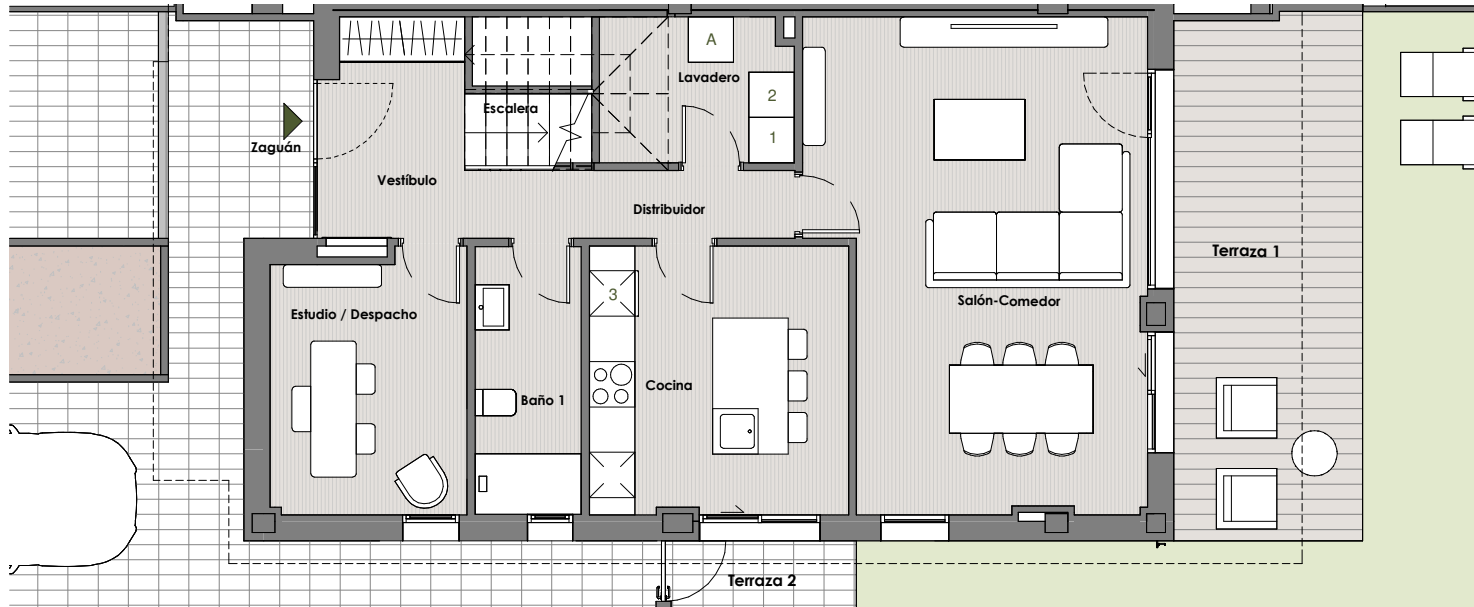 A
Lavadero
2
1
Escalera
Zaguán
Vestíbulo
Distribuidor
Terraza 1
3
Salón-Comedor
Estudio / Despacho
Cocina
Baño 1
Terraza 2